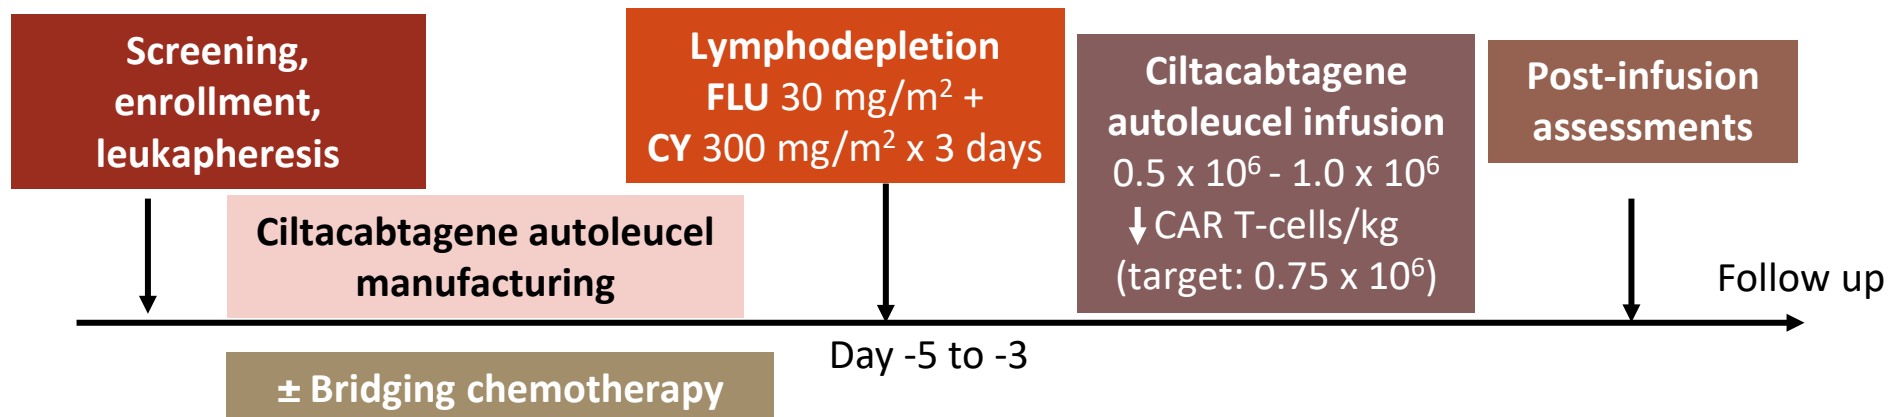 Screening,
enrollment,
leukapheresis
Ciltacabtagene autoleucel
manufacturing
± Bridging chemotherapy
Lymphodepletion
FLU 30 mg/m² +
CY 300 mg/m² x 3 days
Day -5 to -3
Ciltacabtagene
autoleucel infusion
0.5 x 10⁶ - 1.0 x 10⁶
CAR T-cells/kg
(target: 0.75 x 10⁶)
Post-infusion
assessments
Follow up